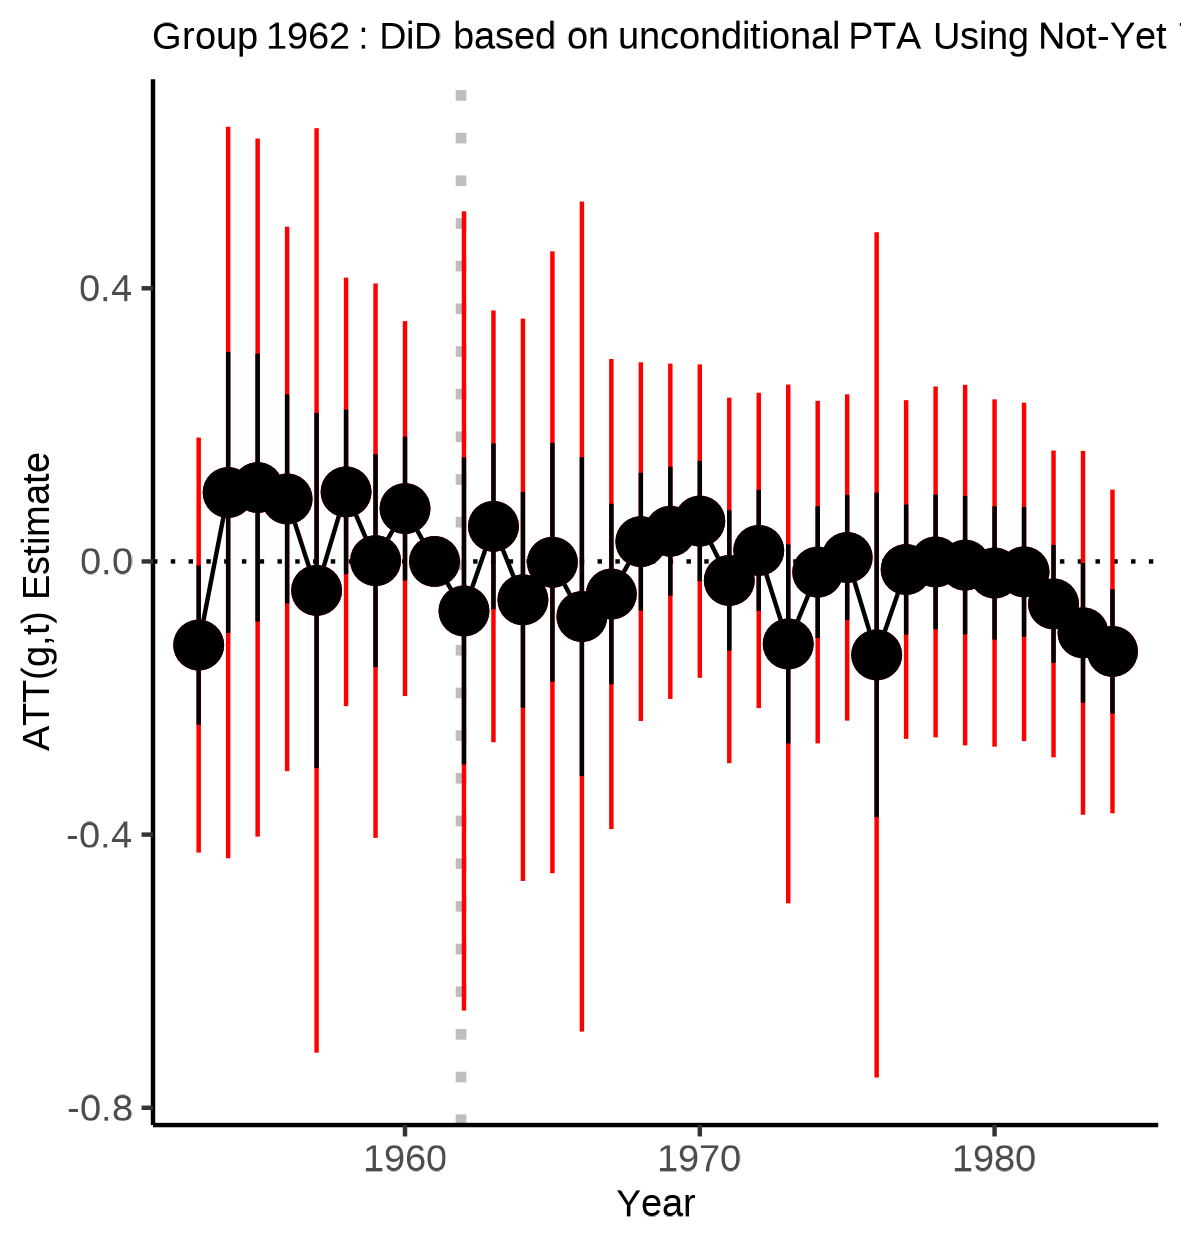 Group 1962 : DiD based on unconditional PTA Using Not-Yet
ATT(g,t) Estimate
0.4
0.0
-0.4
-0.8
1960
1970
1980
Year